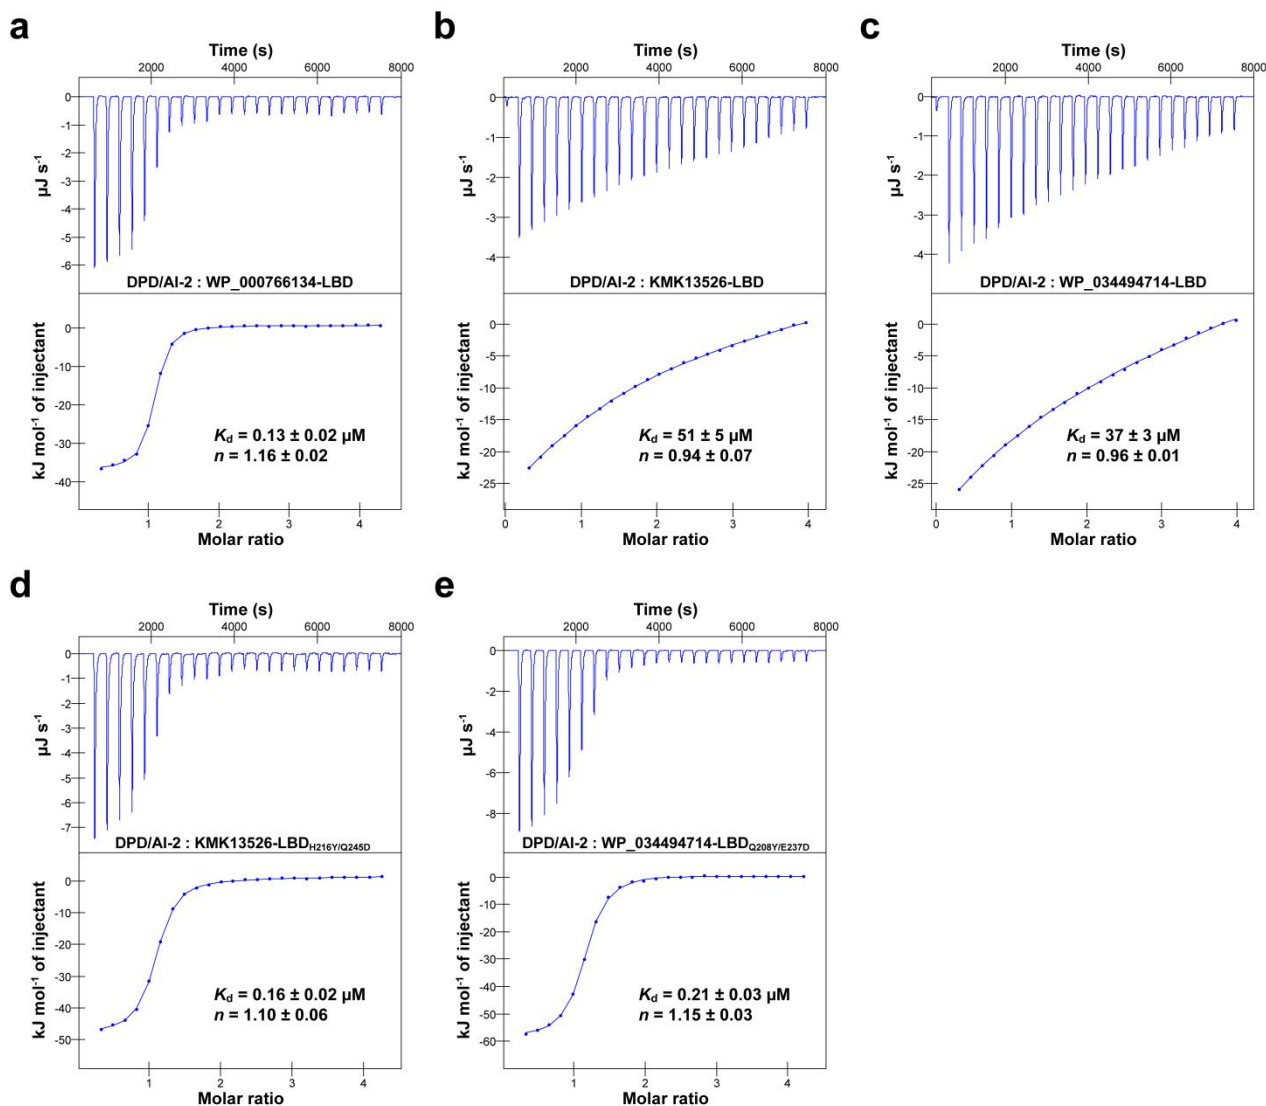 a
Time (s)
2000 4000 6000 8000
0
-1
-2
-3
-4
-5
-6
µJ s⁻¹
DPD/AI-2 : WP_000766134-LBD
0
-10
-20
-30
-40
kJ mol⁻¹ of injectant
Kd = 0.13 ± 0.02 µM
n = 1.16 ± 0.02
1 2 3 4
Molar ratio
b
Time (s)
2000 4000 6000 8000
0
-1
-2
-3
-4
µJ s⁻¹
DPD/AI-2 : KMK13526-LBD
0
-5
-10
-15
-20
-25
kJ mol⁻¹ of injectant
Kd = 51 ± 5 µM
n = 0.94 ± 0.07
0 1 2 3 4
Molar ratio
c
Time (s)
2000 4000 6000 8000
0
-1
-2
-3
-4
µJ s⁻¹
DPD/AI-2 : WP_034494714-LBD
0
-5
-10
-15
-20
-25
kJ mol⁻¹ of injectant
Kd = 37 ± 3 µM
n = 0.96 ± 0.01
0 1 2 3 4
Molar ratio
d
Time (s)
2000 4000 6000 8000
0
-1
-2
-3
-4
-5
-6
-7
µJ s⁻¹
DPD/AI-2 : KMK13526-LBDH216Y/Q245D
0
-10
-20
-30
-40
-50
kJ mol⁻¹ of injectant
Kd = 0.16 ± 0.02 µM
n = 1.10 ± 0.06
1 2 3 4
Molar ratio
e
Time (s)
2000 4000 6000 8000
0
-2
-4
-6
-8
µJ s⁻¹
DPD/AI-2 : WP_034494714-LBDQ208Y/E237D
0
-10
-20
-30
-40
-50
-60
kJ mol⁻¹ of injectant
Kd = 0.21 ± 0.03 µM
n = 1.15 ± 0.03
1 2 3 4
Molar ratio